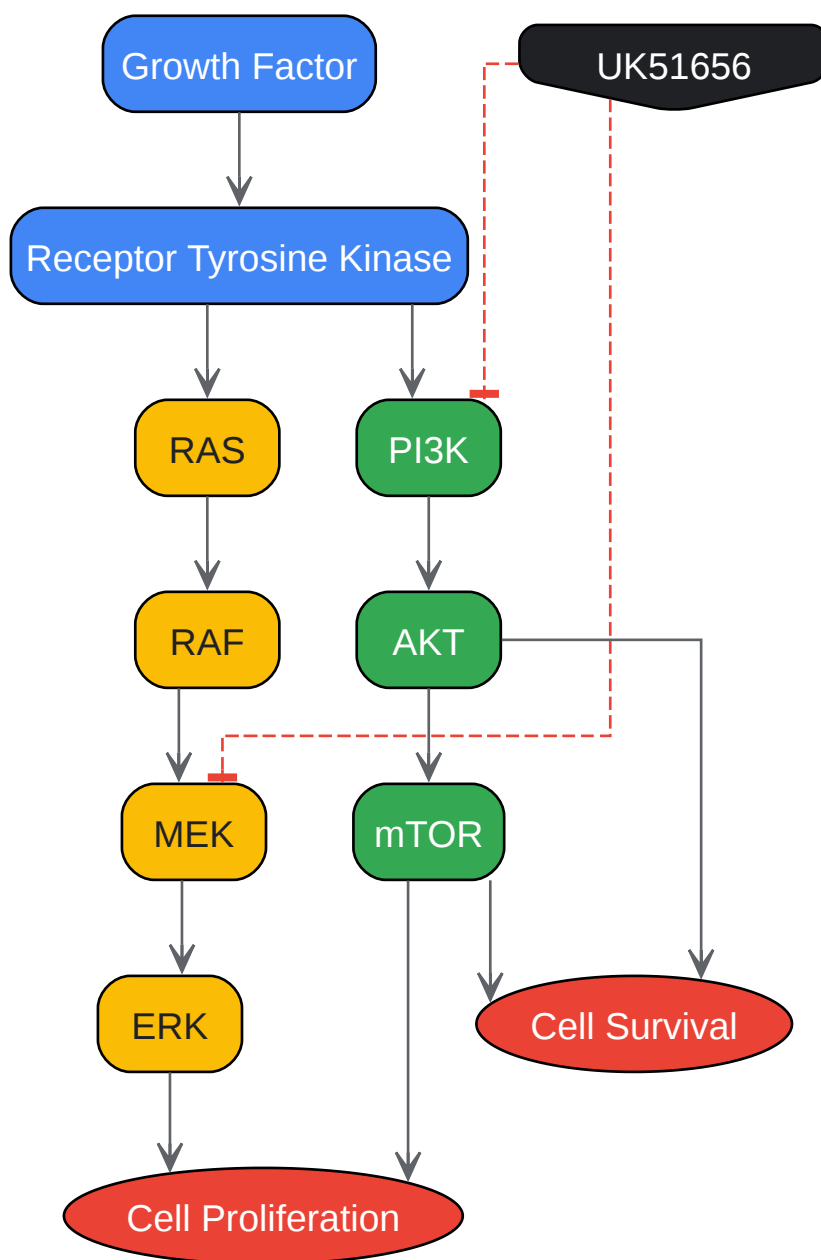 Growth Factor
UK51656
Receptor Tyrosine Kinase
RAS
PI3K
RAF
AKT
MEK
mTOR
ERK
Cell Survival
Cell Proliferation